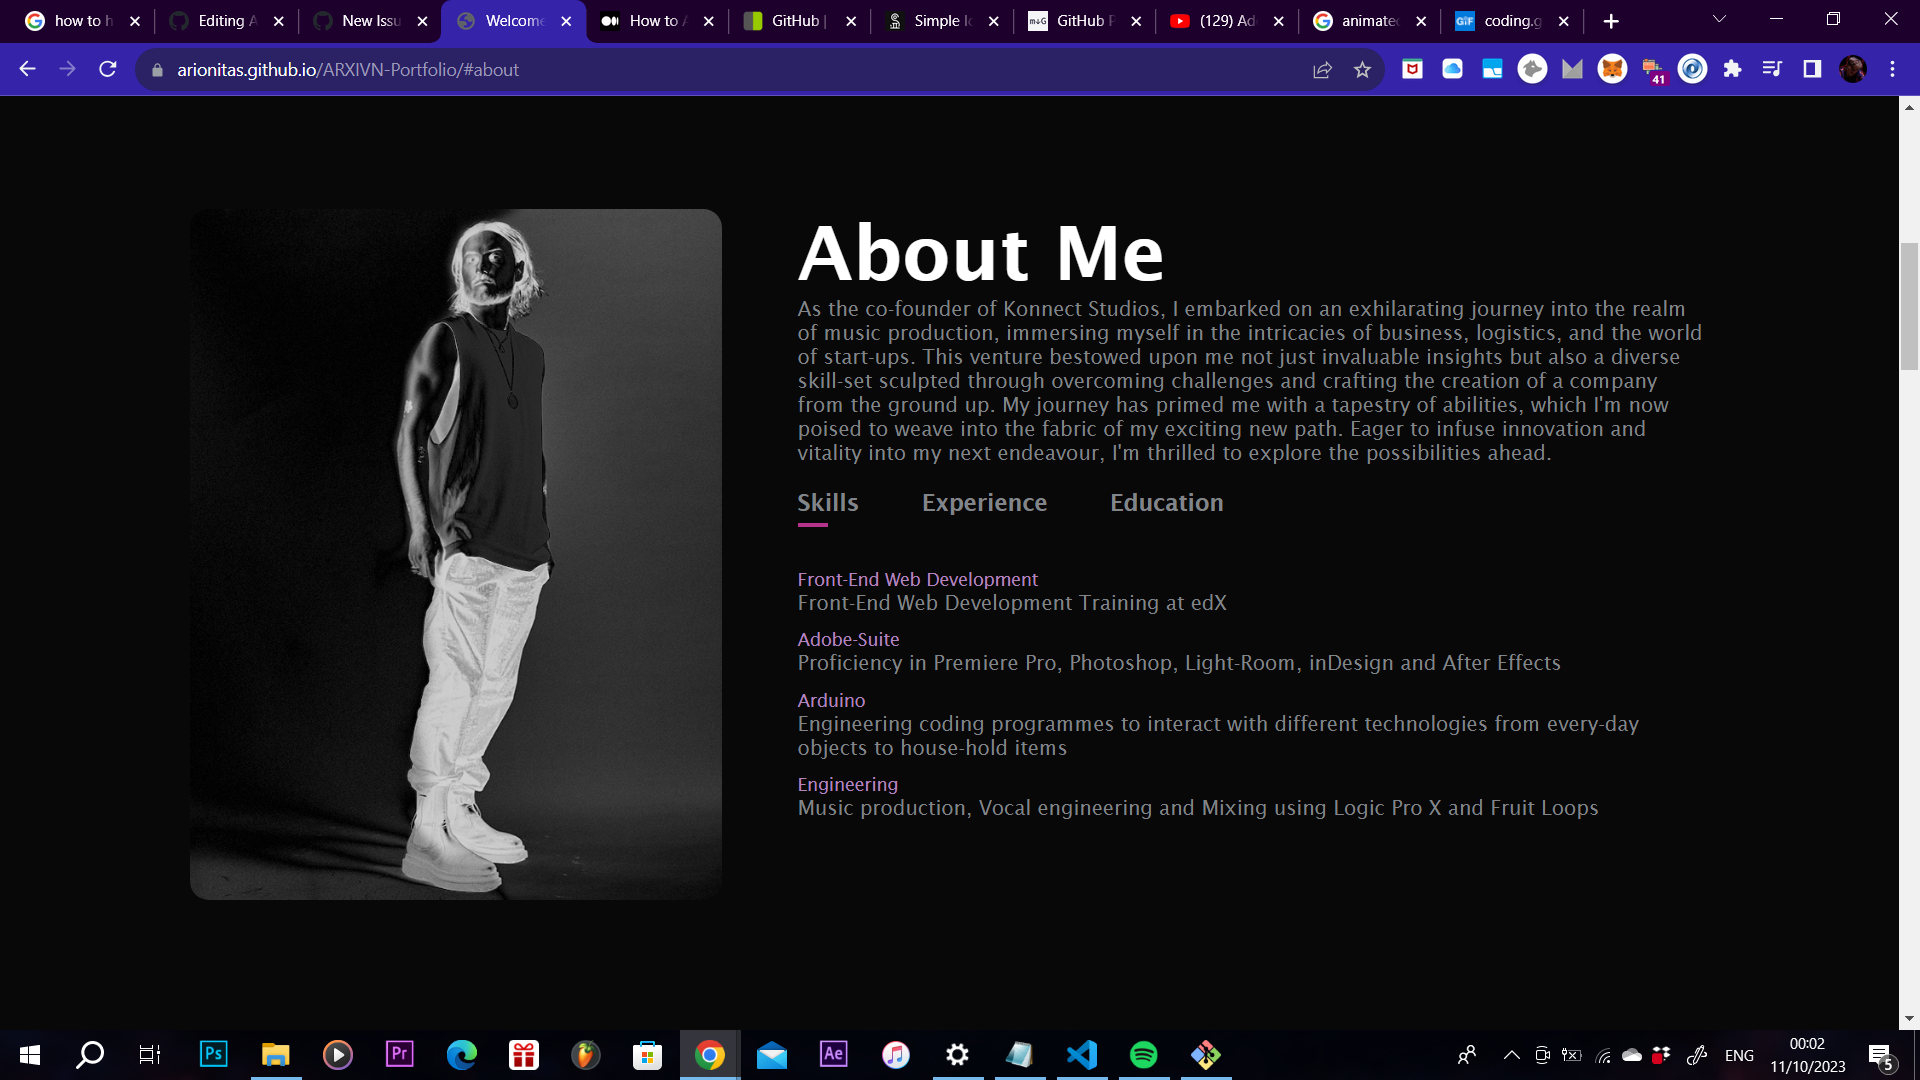 how to h
Editing A
New Issu
Welcome
How to A
GitHub |
Simple Ic
GitHub P
(129) Ad
animated
coding.g
arionitas.github.io/ARXIVN-Portfolio/#about
41
About Me
As the co-founder of Konnect Studios, I embarked on an exhilarating journey into the realm
of music production, immersing myself in the intricacies of business, logistics, and the world
of start-ups. This venture bestowed upon me not just invaluable insights but also a diverse
skill-set sculpted through overcoming challenges and crafting the creation of a company
from the ground up. My journey has primed me with a tapestry of abilities, which I'm now
poised to weave into the fabric of my exciting new path. Eager to infuse innovation and
vitality into my next endeavour, I'm thrilled to explore the possibilities ahead.
Skills Experience Education
Front-End Web Development
Front-End Web Development Training at edX
Adobe-Suite
Proficiency in Premiere Pro, Photoshop, Light-Room, inDesign and After Effects
Arduino
Engineering coding programmes to interact with different technologies from every-day
objects to house-hold items
Engineering
Music production, Vocal engineering and Mixing using Logic Pro X and Fruit Loops
Ps
Pr
Ae
ENG
00:02
11/10/2023
5